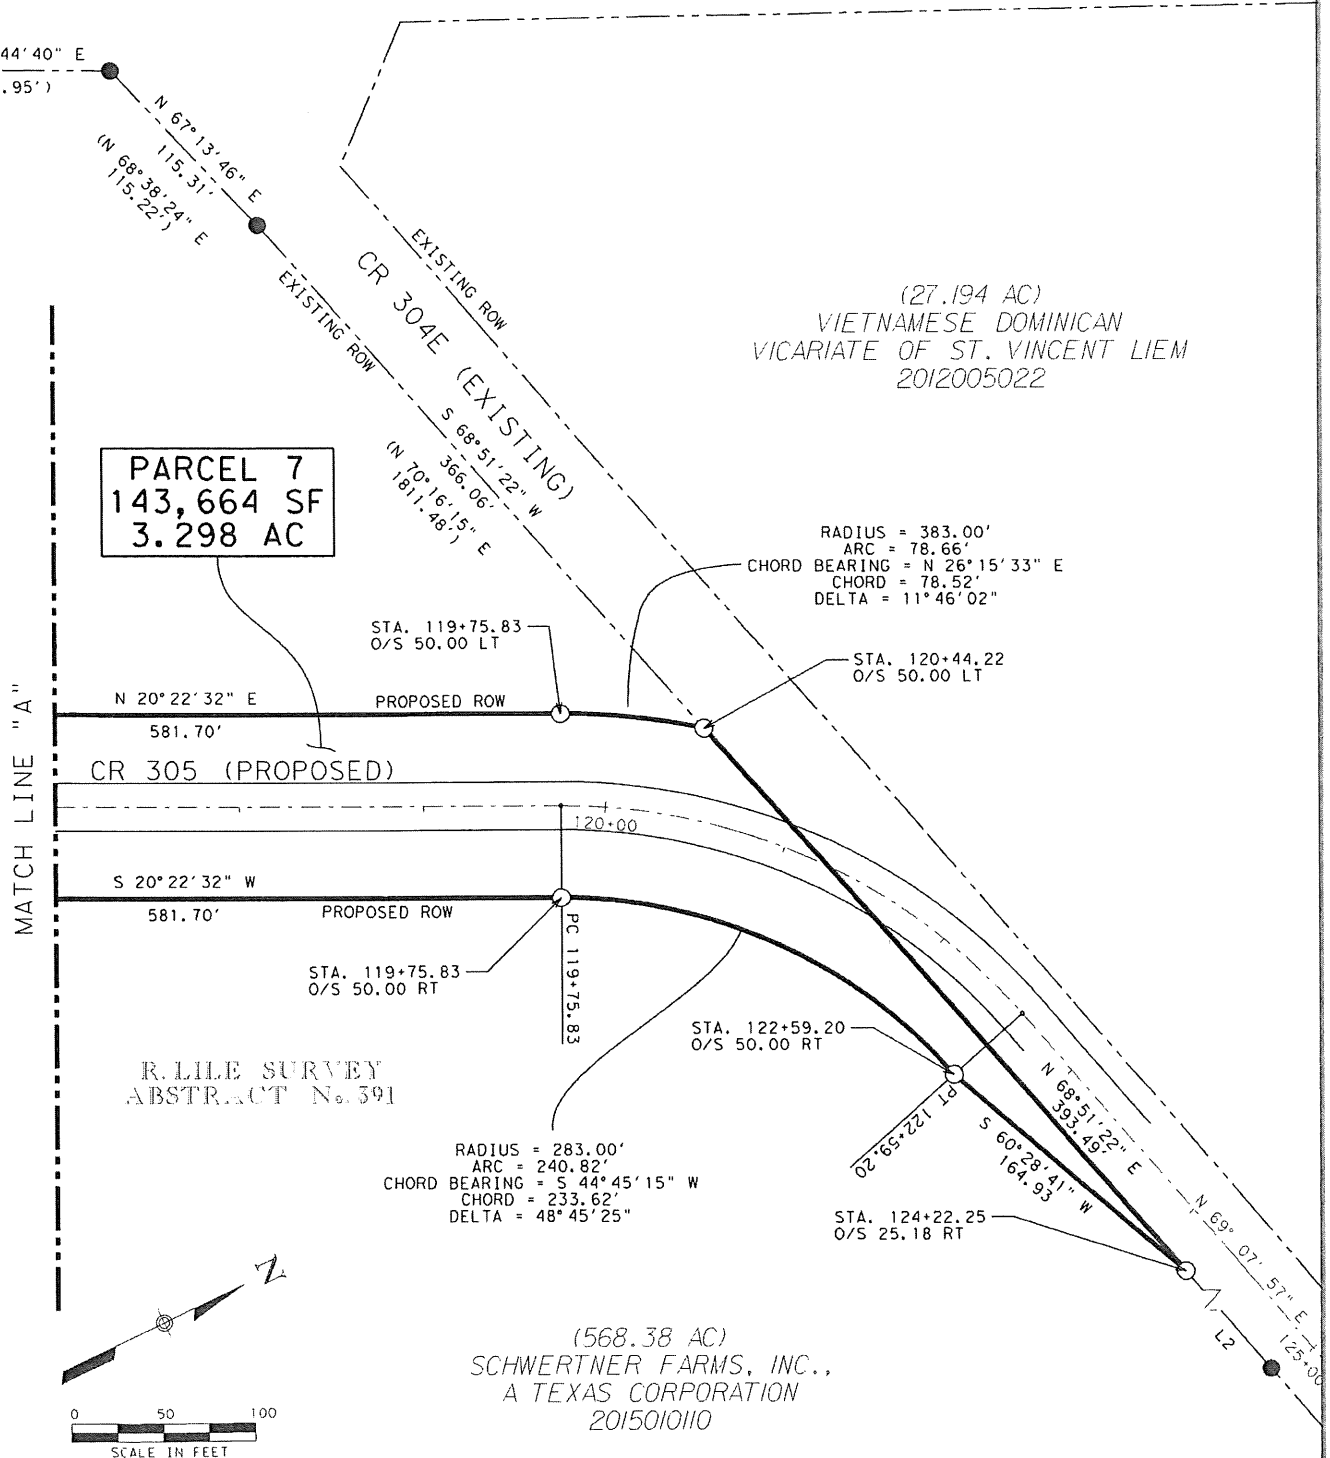 44'40" E
.95')
N 67°13'46" E
115.31'
(N 68°38'24" E
115.22')
EXISTING ROW
EXISTING ROW
CR 304E (EXISTING)
S 68°51'22" W
366.06'
(N 70°16'15" E
1811.48')
(27.194 AC)
VIETNAMESE DOMINICAN
VICARIATE OF ST. VINCENT LIEM
2012005022
PARCEL 7
143,664 SF
3.298 AC
RADIUS = 383.00'
ARC = 78.66'
CHORD BEARING = N 26°15'33" E
CHORD = 78.52'
DELTA = 11°46'02"
STA. 119+75.83
O/S 50.00 LT
STA. 120+44.22
O/S 50.00 LT
N 20°22'32" E
PROPOSED ROW
581.70'
MATCH LINE "A"
CR 305 (PROPOSED)
120+00
S 20°22'32" W
581.70'
PROPOSED ROW
PC 119+75.83
STA. 119+75.83
O/S 50.00 RT
STA. 122+59.20
O/S 50.00 RT
PT 122+59.20
R. LILE SURVEY
ABSTRACT No. 391
N 68°51'22" E
393.49'
S 60°28'41" W
164.93
RADIUS = 283.00'
ARC = 240.82'
CHORD BEARING = S 44°45'15" W
CHORD = 233.62'
DELTA = 48°45'25"
STA. 124+22.25
O/S 25.18 RT
N 69° 07' 57" E
125+00
L2
N
(568.38 AC)
SCHWERTNER FARMS, INC.,
A TEXAS CORPORATION
2015010110
0 50 100
SCALE IN FEET